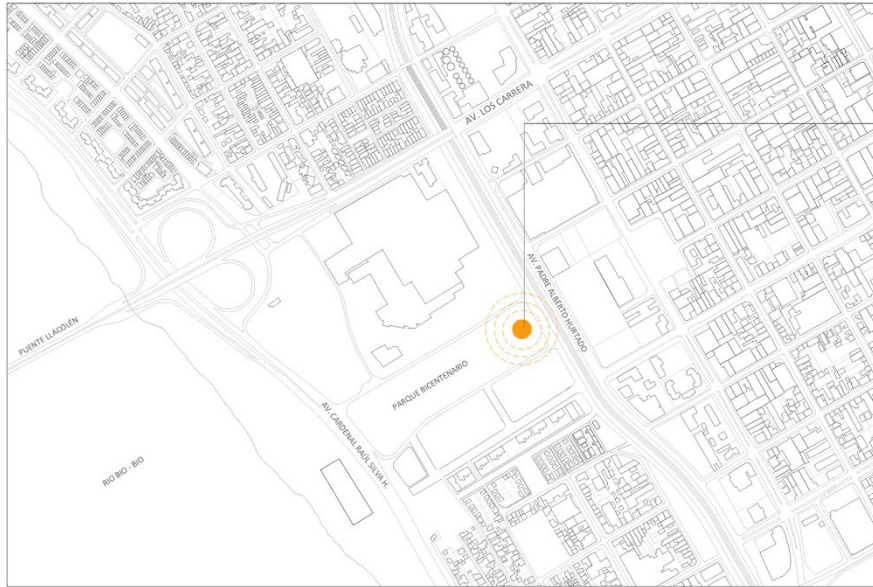 AV. LOS CARRERA
AV. PADRE ALBERTO HURTADO
PUENTE LLACOLÉN
PARQUE BICENTENARIO
AV. CARDENAL RAÚL SILVA H.
RIO BIO - BIO